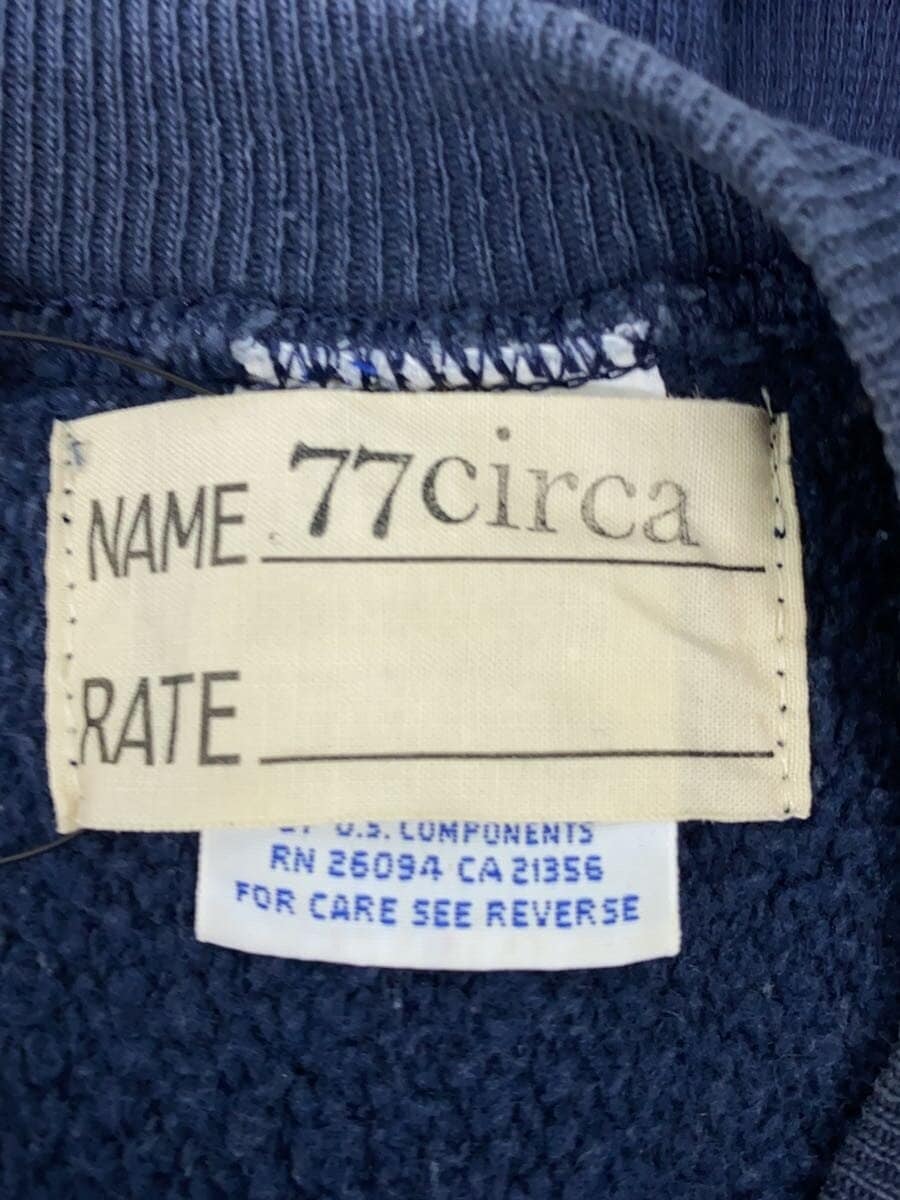 NAME 77circa
RATE
U.S. COMPONENTS
RN 26094 CA 21356
FOR CARE SEE REVERSE